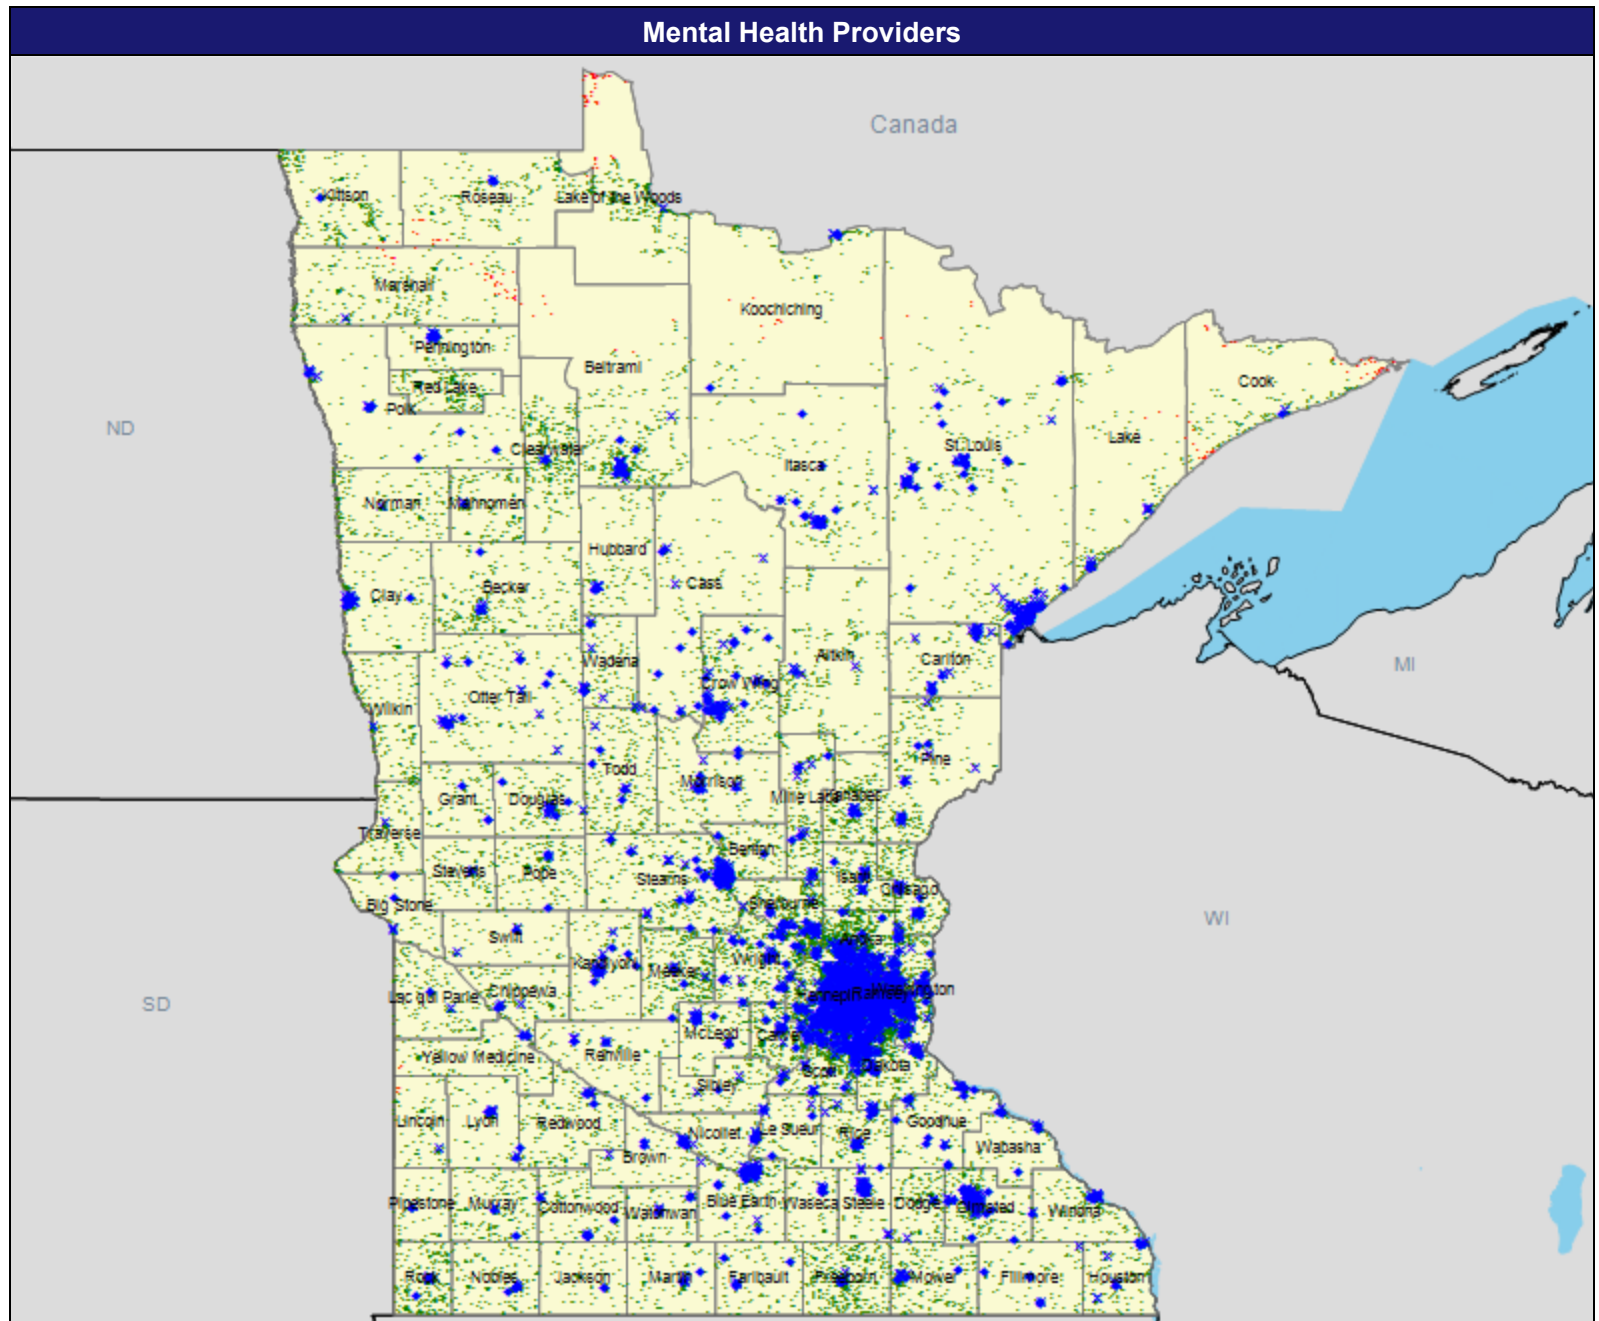 Mental Health Providers
Canada
Kittson
Roseau
Lake of the Woods
Marshall
Koochiching
Pennington
Beltrami
Red Lake
Cook
Polk
ND
Clearwater
St. Louis
Lake
Itasca
Norman
Mahnomen
Hubbard
Clay
Becker
Cass
Wadena
Aitkin
Carlton
MI
Otter Tail
Crow Wing
Wilkin
Pine
Todd
Morrison
Grant
Douglas
Mille Lacs
Kanabec
Traverse
Benton
Stevens
Pope
Stearns
Isanti
Chisago
Big Stone
Sherburne
WI
Swift
Anoka
Kandiyohi
Meeker
Wright
Lac qui Parle
Chippewa
Hennepin
Ramsey
Washington
SD
McLeod
Carver
Yellow Medicine
Renville
Scott
Dakota
Sibley
Lincoln
Lyon
Redwood
Nicollet
Le Sueur
Rice
Goodhue
Brown
Wabasha
Pipestone
Murray
Cottonwood
Watonwan
Blue Earth
Waseca
Steele
Dodge
Olmsted
Winona
Rock
Nobles
Jackson
Martin
Faribault
Freeborn
Mower
Fillmore
Houston